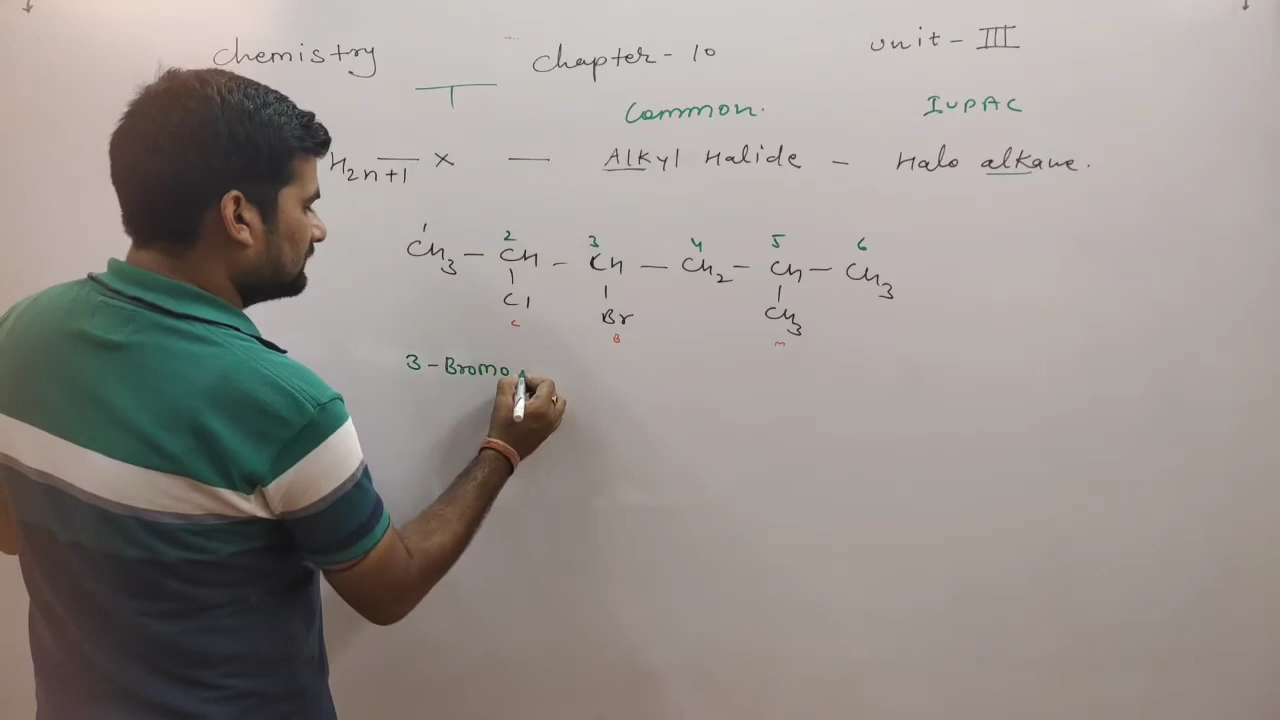 Chemistry Chapter-10 Unit-III
Common. IUPAC
H2n+1 — X — Alkyl Halide — Halo alkane.
1 2 3 4 5 6
CH3 — CH — CH — CH2 — CH — CH3
Cl Br CH3
C B m
3-Bromo